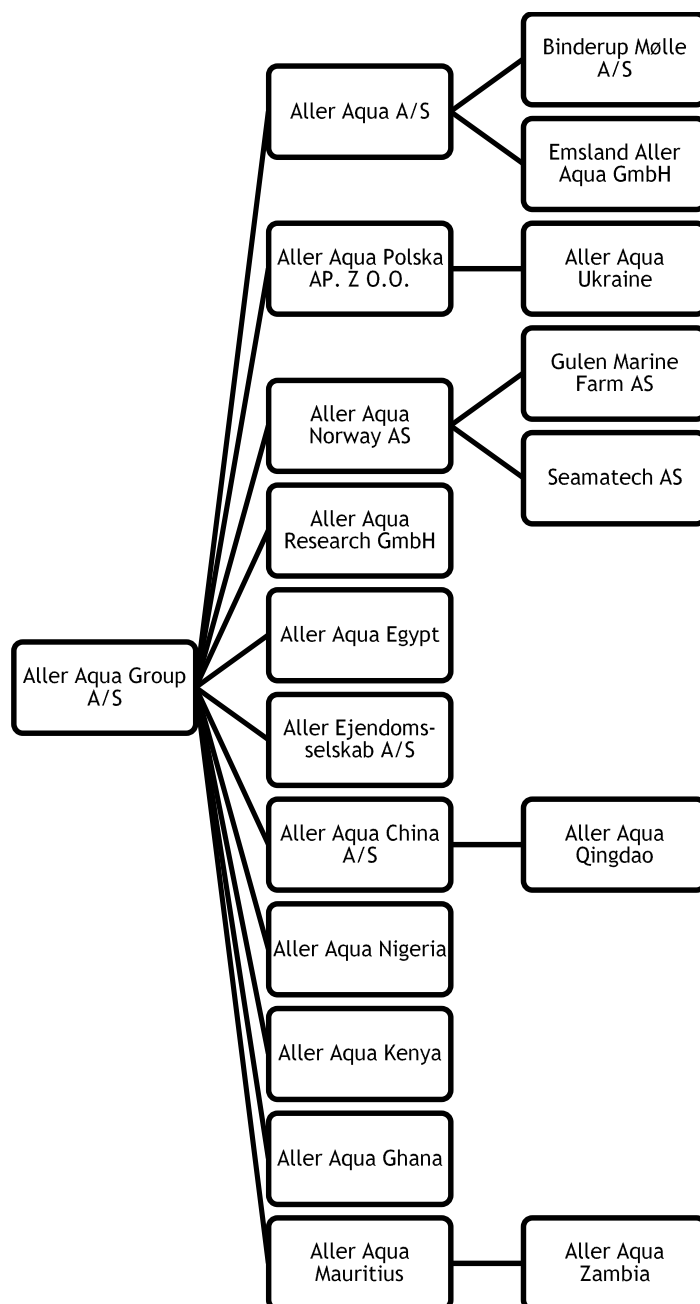 Binderup Mølle
A/S
Aller Aqua A/S
Emsland Aller
Aqua GmbH
Aller Aqua Polska
AP. Z O.O.
Aller Aqua
Ukraine
Gulen Marine
Farm AS
Aller Aqua
Norway AS
Seamatech AS
Aller Aqua
Research GmbH
Aller Aqua Egypt
Aller Aqua Group
A/S
Aller Ejendoms-
selskab A/S
Aller Aqua China
A/S
Aller Aqua
Qingdao
Aller Aqua Nigeria
Aller Aqua Kenya
Aller Aqua Ghana
Aller Aqua
Mauritius
Aller Aqua
Zambia